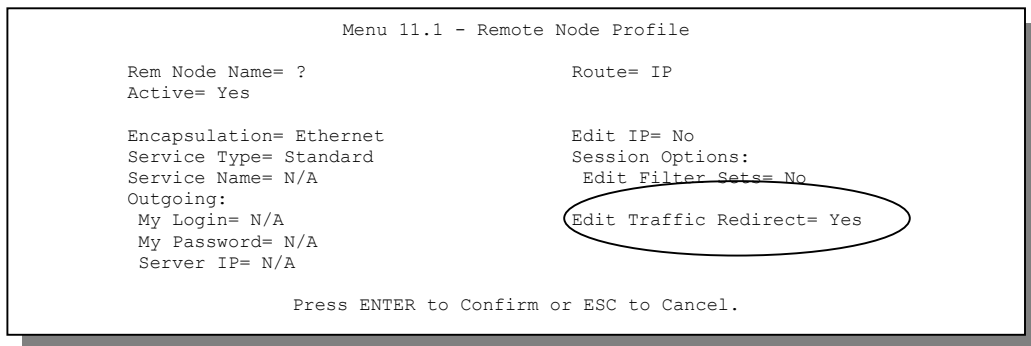 Menu 11.1 - Remote Node Profile
Rem Node Name= ? Route= IP
Active= Yes
Encapsulation= Ethernet Edit IP= No
Service Type= Standard Session Options:
Service Name= N/A Edit Filter Sets= No
Outgoing:
My Login= N/A Edit Traffic Redirect= Yes
My Password= N/A
Server IP= N/A
Press ENTER to Confirm or ESC to Cancel.